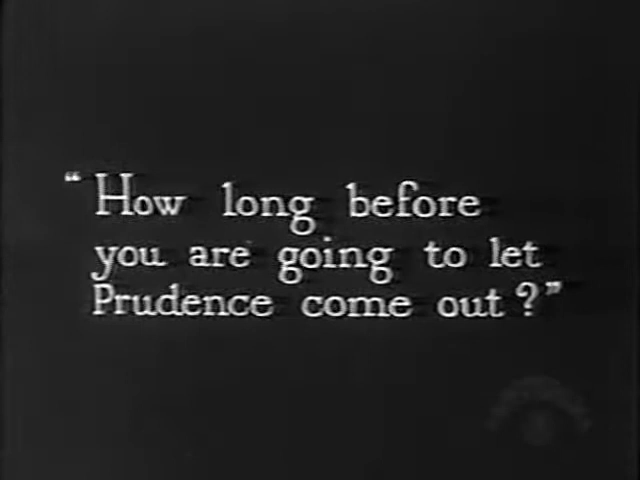 “How long before
you are going to let
Prudence come out?”